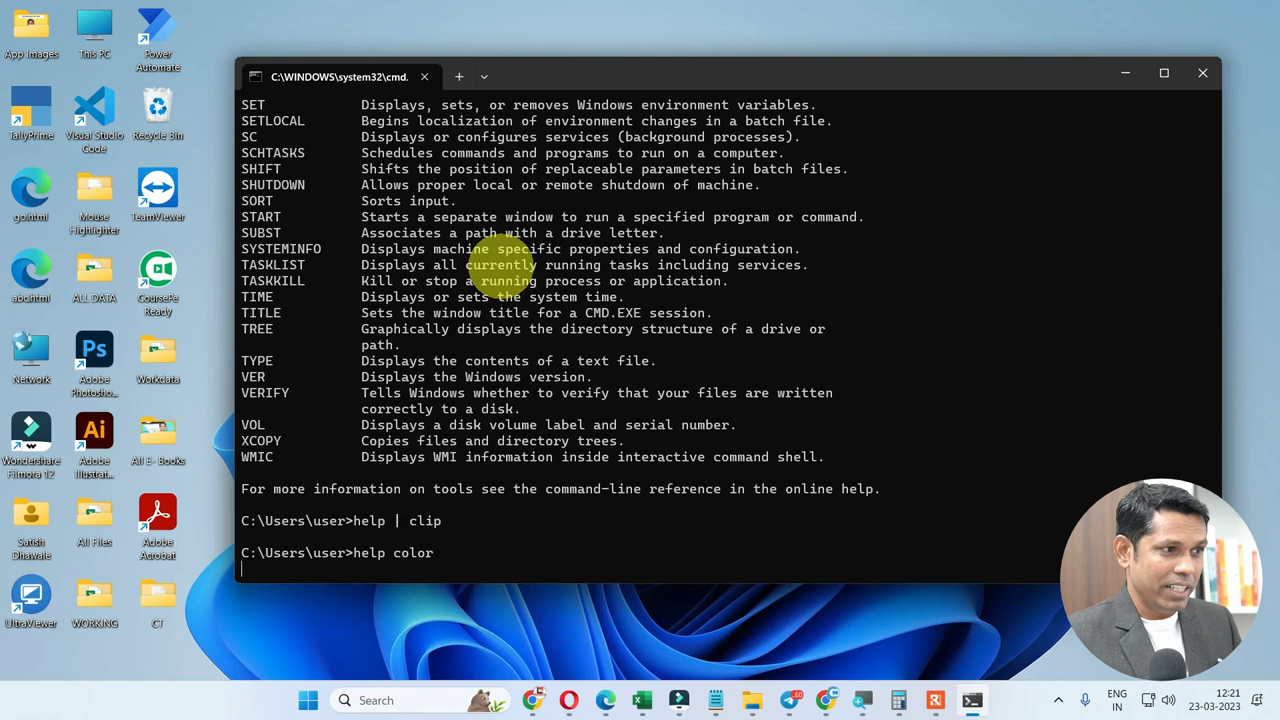 App Images
This PC
Power
Automate
TallyPrime
Visual Studio
Code
Recycle Bin
go.html
Mouse
Highlighter
TeamViewer
abc.html
ALL DATA
CoursePe
Ready
Network
Ps
Adobe
Photosho...
Workdata
Wondershare
Filmora 12
Ai
Adobe
Illustrat...
All E- Books
Satish
Dhawale
All Files
Adobe
Acrobat
UltraViewer
WORKING
CT
C:\WINDOWS\system32\cmd.
SET Displays, sets, or removes Windows environment variables.
SETLOCAL Begins localization of environment changes in a batch file.
SC Displays or configures services (background processes).
SCHTASKS Schedules commands and programs to run on a computer.
SHIFT Shifts the position of replaceable parameters in batch files.
SHUTDOWN Allows proper local or remote shutdown of machine.
SORT Sorts input.
START Starts a separate window to run a specified program or command.
SUBST Associates a path with a drive letter.
SYSTEMINFO Displays machine specific properties and configuration.
TASKLIST Displays all currently running tasks including services.
TASKKILL Kill or stop a running process or application.
TIME Displays or sets the system time.
TITLE Sets the window title for a CMD.EXE session.
TREE Graphically displays the directory structure of a drive or
path.
TYPE Displays the contents of a text file.
VER Displays the Windows version.
VERIFY Tells Windows whether to verify that your files are written
correctly to a disk.
VOL Displays a disk volume label and serial number.
XCOPY Copies files and directory trees.
WMIC Displays WMI information inside interactive command shell.
For more information on tools see the command-line reference in the online help.
C:\Users\user>help | clip
C:\Users\user>help color
Search
ENG
IN
12:21
23-03-2023